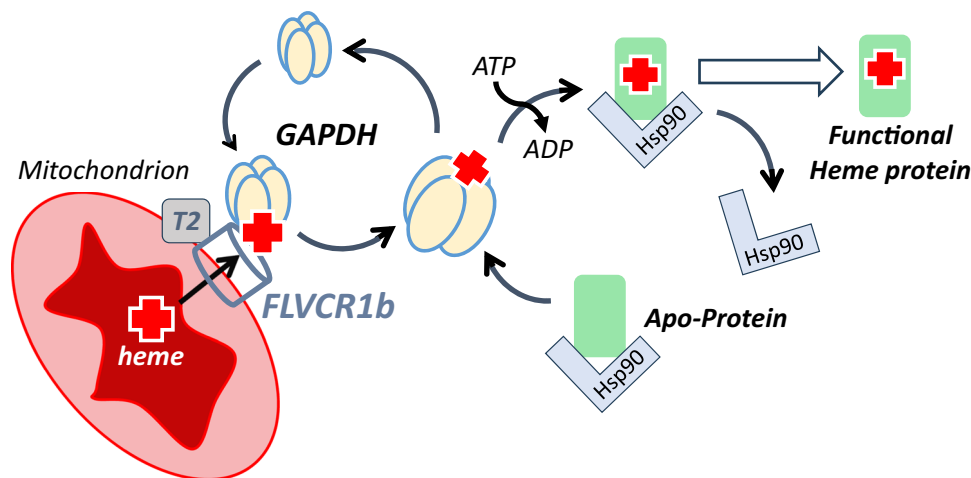 ATP
ADP
Hsp90
Functional
Heme protein
GAPDH
Mitochondrion
T2
FLVCR1b
heme
Hsp90
Apo-Protein
Hsp90